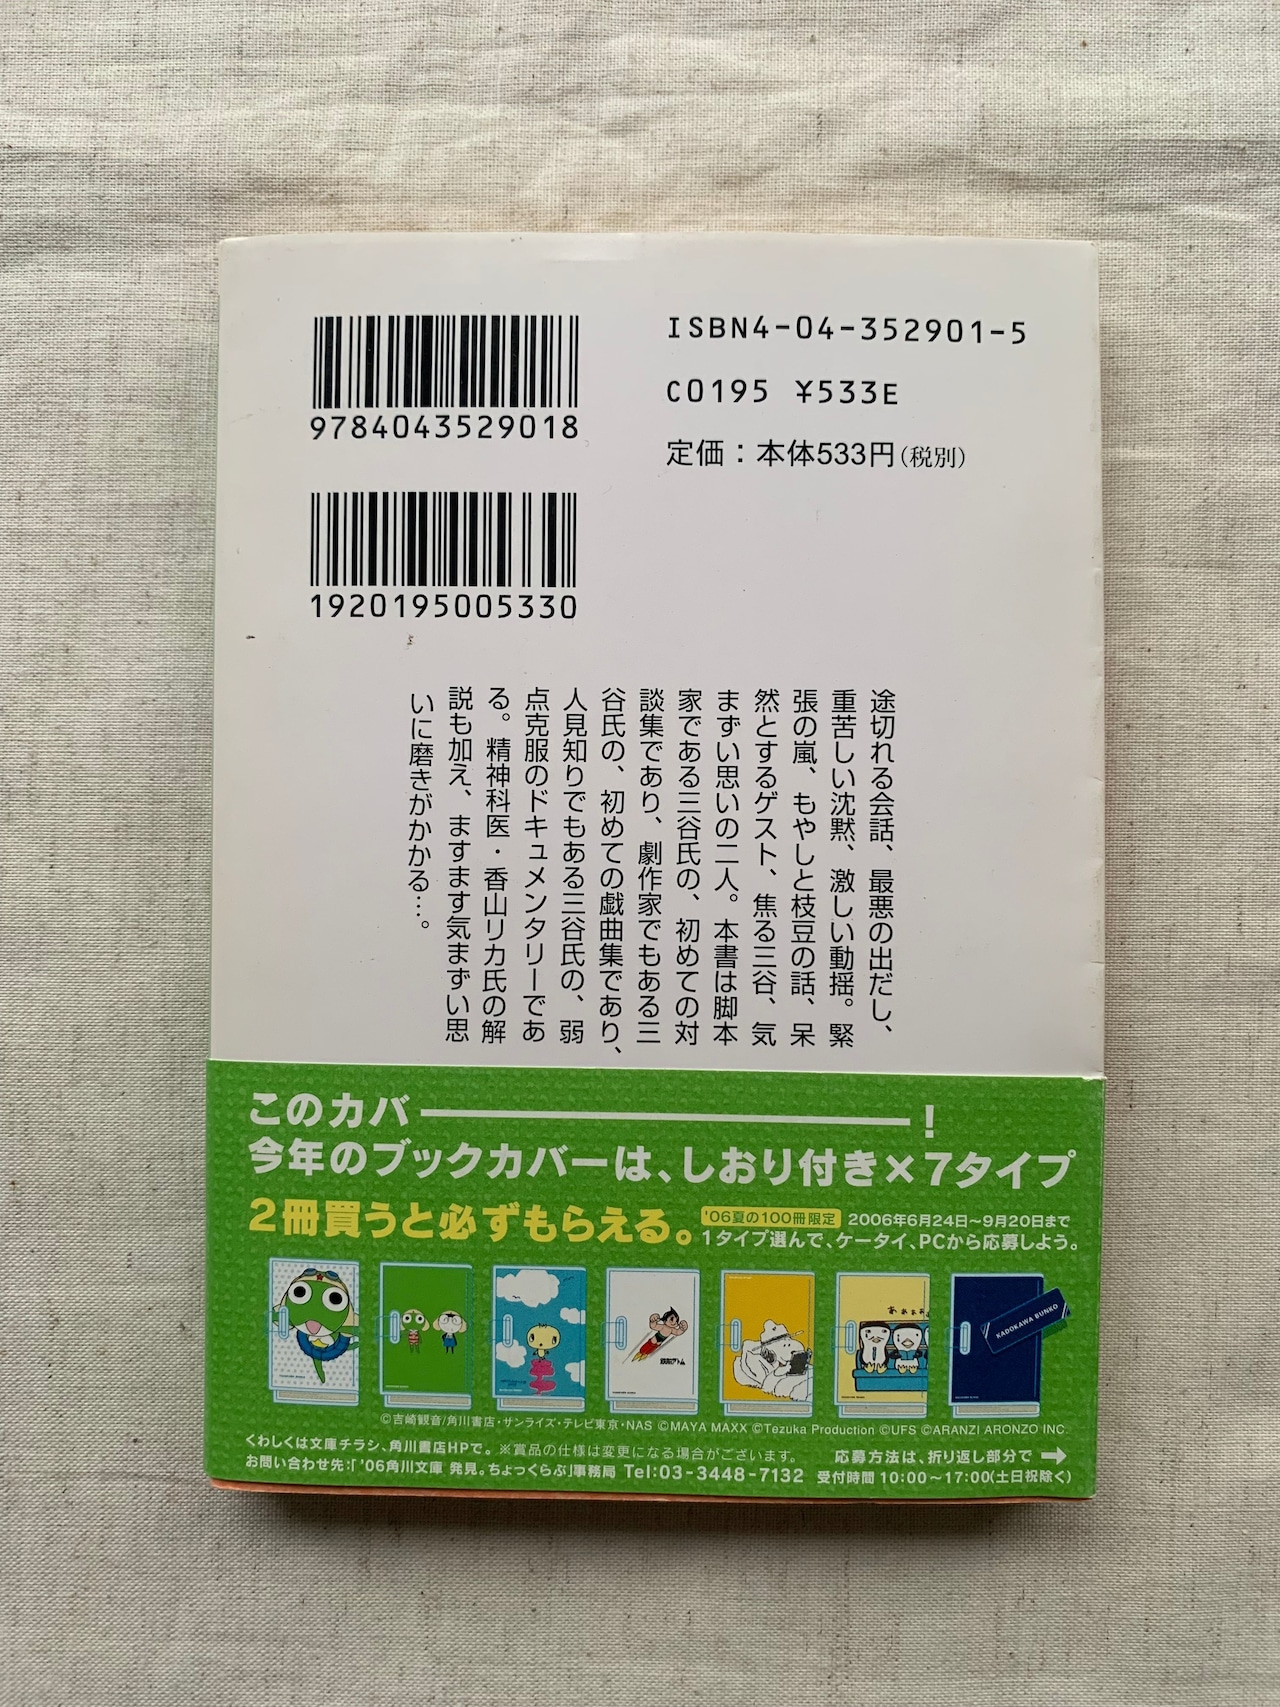 9784043529018
1920195005330
ISBN4-04-352901-5
C0195 ¥533E
定価：本体533円（税別）
途切れる会話、最悪の出だし、
重苦しい沈黙、激しい動揺。緊
張の嵐、もやしと枝豆の話、呆
然とするゲスト、焦る三谷、気
まずい思いの二人。本書は脚本
家である三谷氏の、初めての対
談集であり、劇作家でもある三
谷氏の、初めての戯曲集であり、
人見知りでもある三谷氏の、弱
点克服のドキュメンタリーであ
る。精神科医・香山リカ氏の解
説も加え、ますます気まずい思
いに磨きがかかる…。
このカバ――――――――！
今年のブックカバーは、しおり付き×7タイプ
2冊買うと必ずもらえる。
'06夏の100冊限定 2006年6月24日〜9月20日まで
1タイプ選んで、ケータイ、PCから応募しよう。
鉄腕アトム
あぁぁぁ
KADOKAWA BUNKO
©吉崎観音/角川書店・サンライズ・テレビ東京・NAS ©MAYA MAXX ©Tezuka Production ©UFS ©ARANZI ARONZO INC.
くわしくは文庫チラシ、角川書店HPで。※賞品の仕様は変更になる場合がございます。
応募方法は、折り返し部分で→
お問い合わせ先:「'06角川文庫 発見。ちょっくらぶ」事務局 Tel:03-3448-7132 受付時間 10:00〜17:00(土日祝除く)